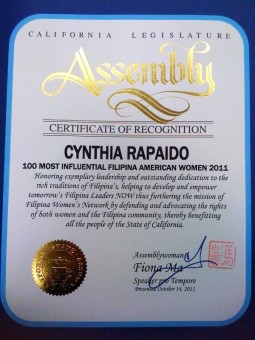 CALIFORNIA LEGISLATURE
Assembly
CERTIFICATE OF RECOGNITION
CYNTHIA RAPAIDO
100 MOST INFLUENTIAL FILIPINA AMERICAN WOMEN 2011
Honoring exemplary leadership and outstanding dedication to the
rich traditions of Filipina's, helping to develop and empower
tomorrow's Filipina Leaders NOW thus furthering the mission of
Filipina Women's Network by defending and advocating the rights
of both women and the Filipina community, thereby benefitting
all the people of the State of California.
Assemblywoman
Fiona Ma
Speaker pro Tempore
Presented October 14, 2011